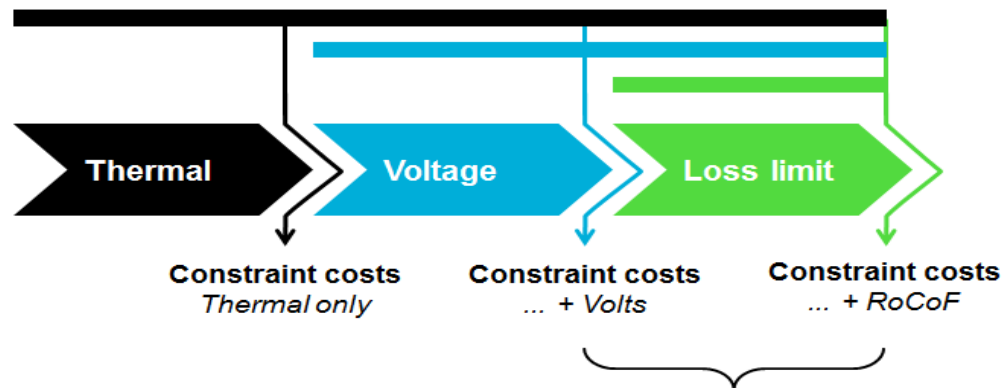 Thermal
Voltage
Loss limit
Constraint costs
Thermal only
Constraint costs
... + Volts
Constraint costs
... + RoCoF